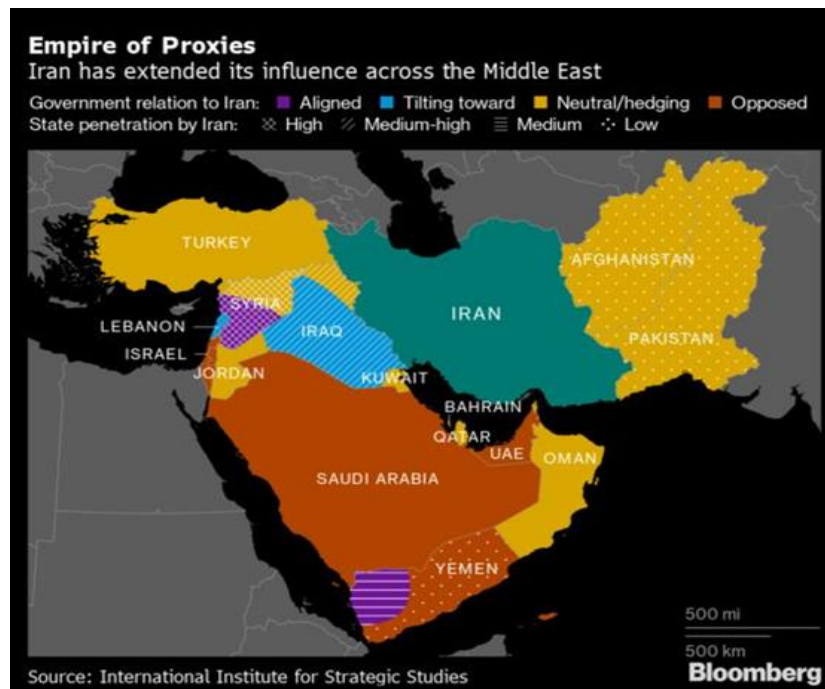 Empire of Proxies
Iran has extended its influence across the Middle East
Government relation to Iran: Aligned Tilting toward Neutral/hedging Opposed
State penetration by Iran: High Medium-high Medium Low
TURKEY
AFGHANISTAN
SYRIA
IRAN
LEBANON
IRAQ
PAKISTAN
ISRAEL
JORDAN
KUWAIT
BAHRAIN
QATAR
UAE
OMAN
SAUDI ARABIA
YEMEN
500 mi
500 km
Source: International Institute for Strategic Studies
Bloomberg